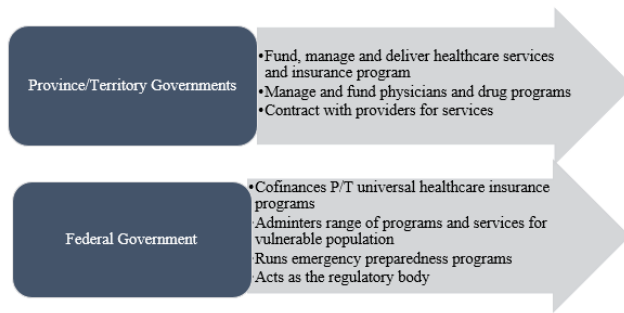 Province/Territory Governments
•Fund, manage and deliver healthcare services
and insurance program
•Manage and fund physicians and drug programs
•Contract with providers for services
Federal Government
•Cofinances P/T universal healthcare insurance
programs
•Adminters range of programs and services for
vulnerable population
•Runs emergency preparedness programs
•Acts as the regulatory body